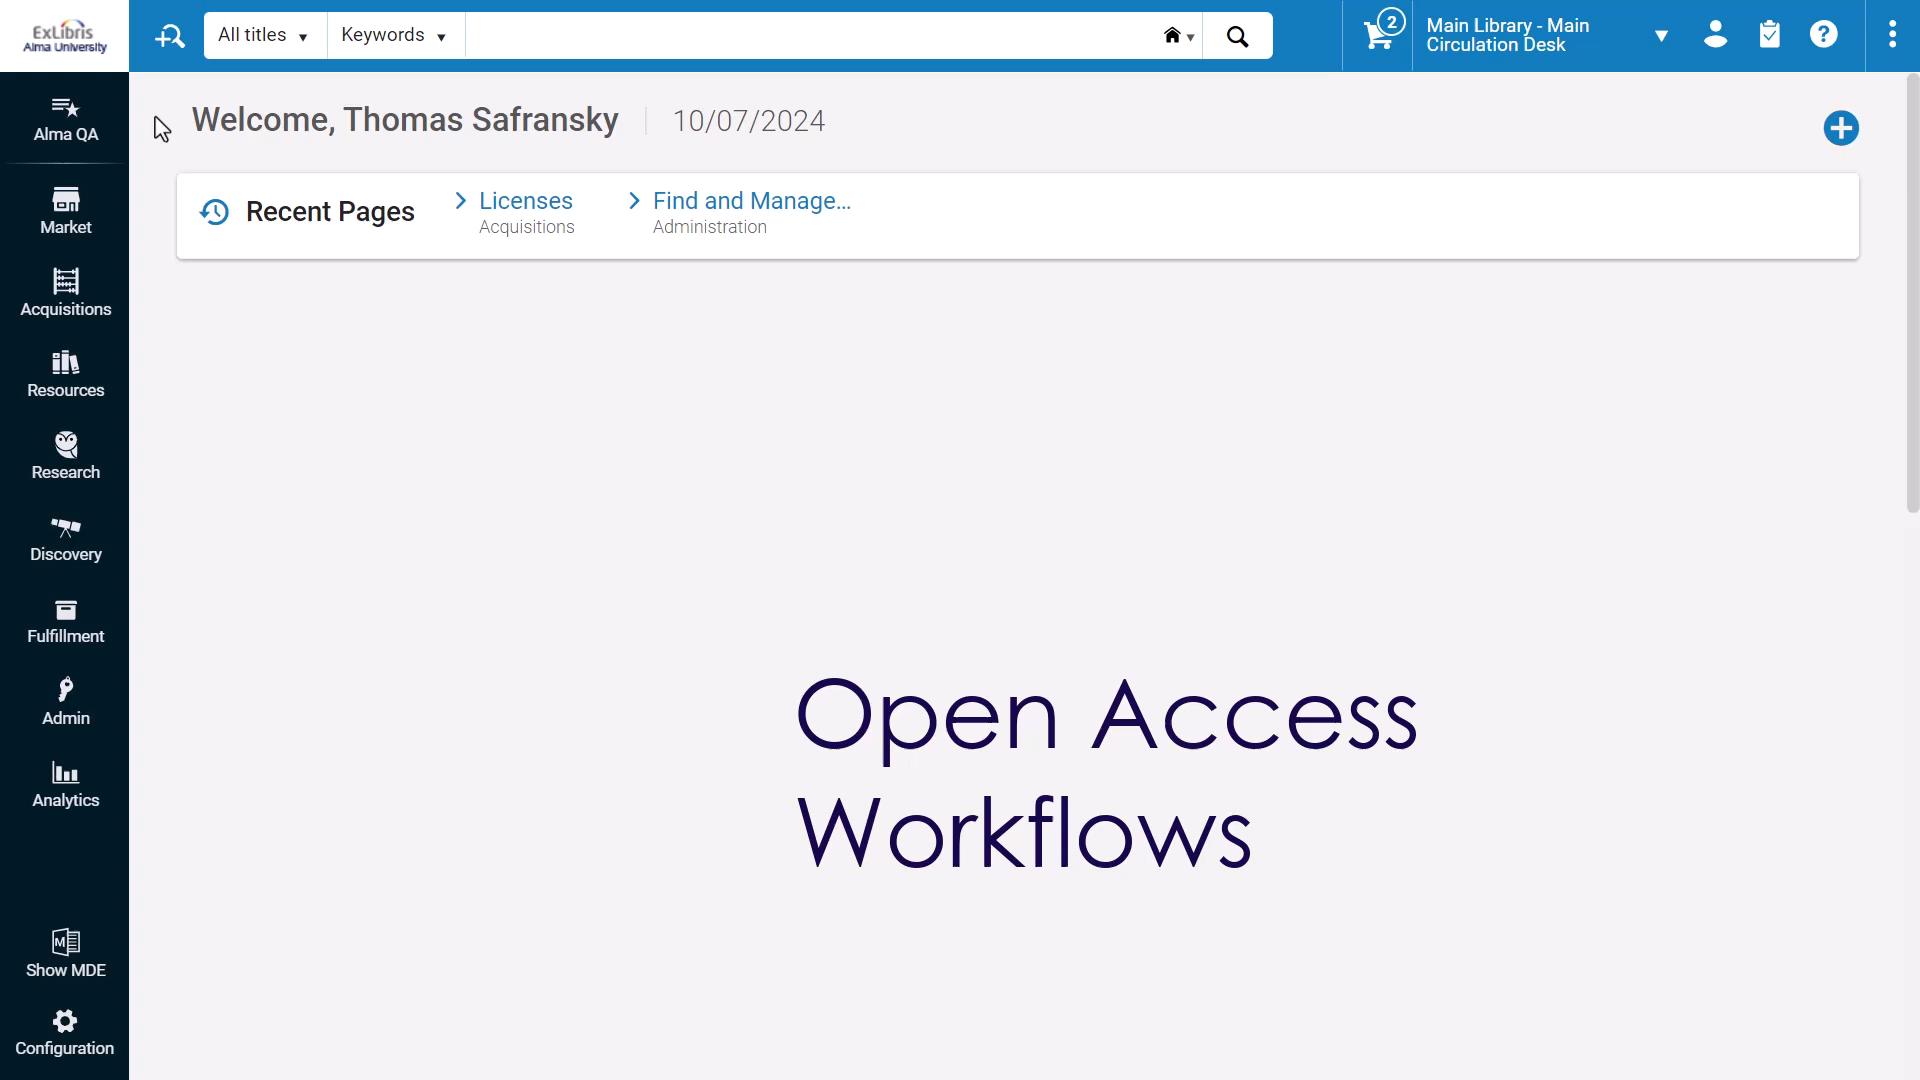 ExLibris
Alma University
All titles
Keywords
2
Main Library - Main
Circulation Desk
?
Alma QA
Welcome, Thomas Safransky
10/07/2024
Recent Pages
Licenses
Acquisitions
Find and Manage...
Administration
Market
Acquisitions
Resources
Research
Discovery
Fulfillment
Admin
Analytics
Open Access
Workflows
M
Show MDE
Configuration